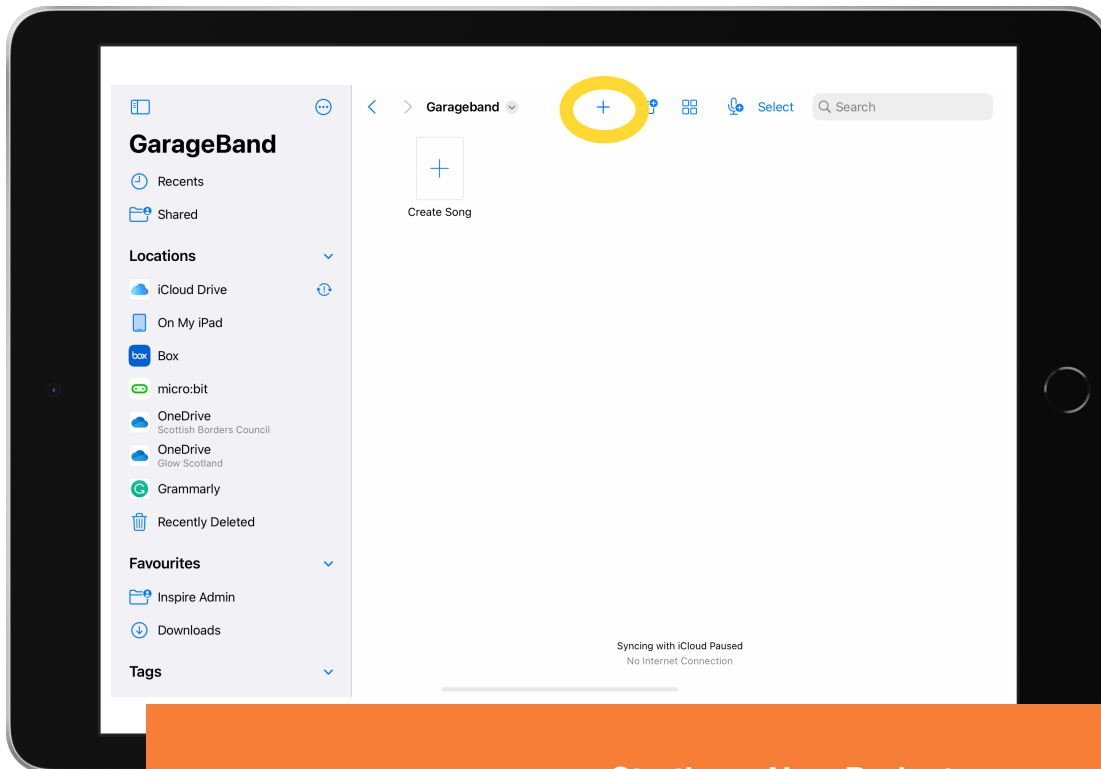 GarageBand
Recents
Shared
Locations
iCloud Drive
On My iPad
box Box
micro:bit
OneDrive
Scottish Borders Council
OneDrive
Glow Scotland
G Grammarly
Recently Deleted
Favourites
Inspire Admin
Downloads
Tags
Garageband
Select
Search
Create Song
Syncing with iCloud Paused
No Internet Connection